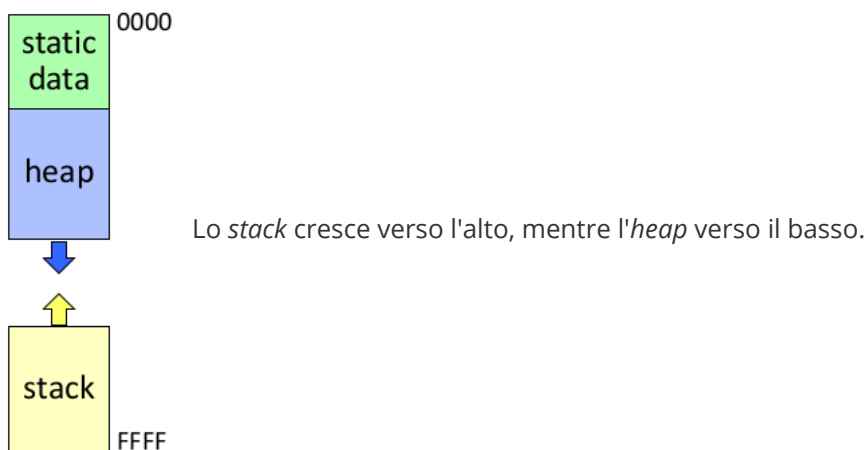 0000
static
data
heap
Lo stack cresce verso l'alto, mentre l'heap verso il basso.
stack
FFFF